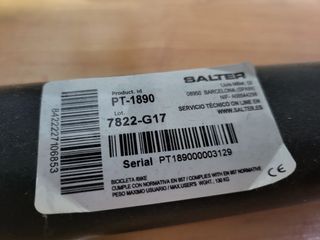 SALTER
08950 BARCELONA (SPAIN)
SERVICIO TÉCNICO ON LINE EN
WWW.SALTER.ES
Product. Id
PT-1890
Lot.
7822-G17
8422227106853
Serial PT189000003129
BICICLETA /BIKE
CUMPLE CON NORMATIVA EN 957 / COMPLIES WITH EN 957 NORMATIVE
PESO MAXIMO USUARIO / MAX.USER'S WGHT.: 130 KG
CE